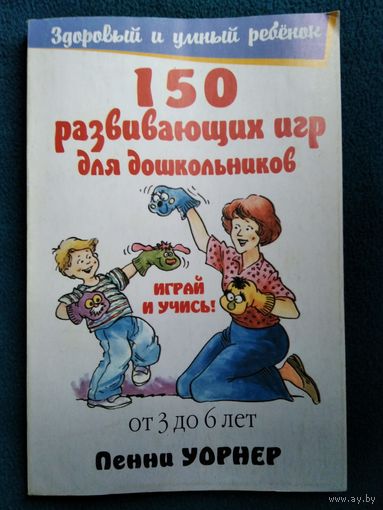 Здоровый и умный ребёнок
150
развивающих игр
для дошкольников
ИГРАЙ
И УЧИСЬ!
от 3 до 6 лет
Пенни УОРНЕР
www.ay.by